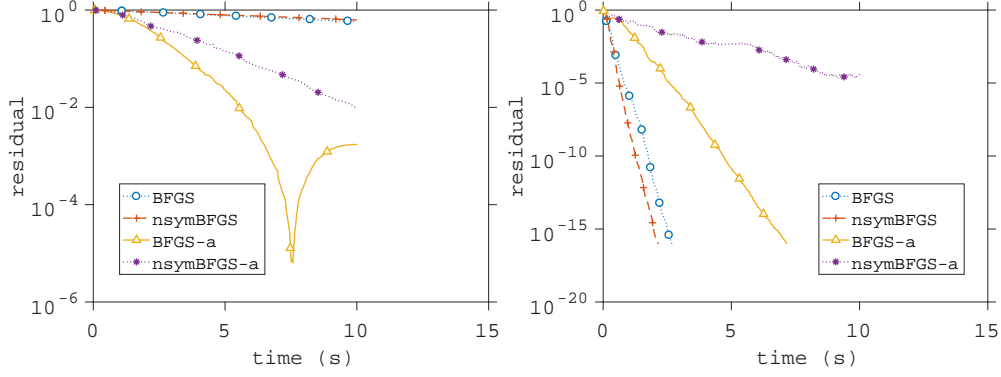 10^0
10^-2
10^-4
10^-6
residual
0
5
10
15
time (s)
BFGS
nsymBFGS
BFGS-a
nsymBFGS-a
10^0
10^-5
10^-10
10^-15
10^-20
residual
0
5
10
15
time (s)
BFGS
nsymBFGS
BFGS-a
nsymBFGS-a